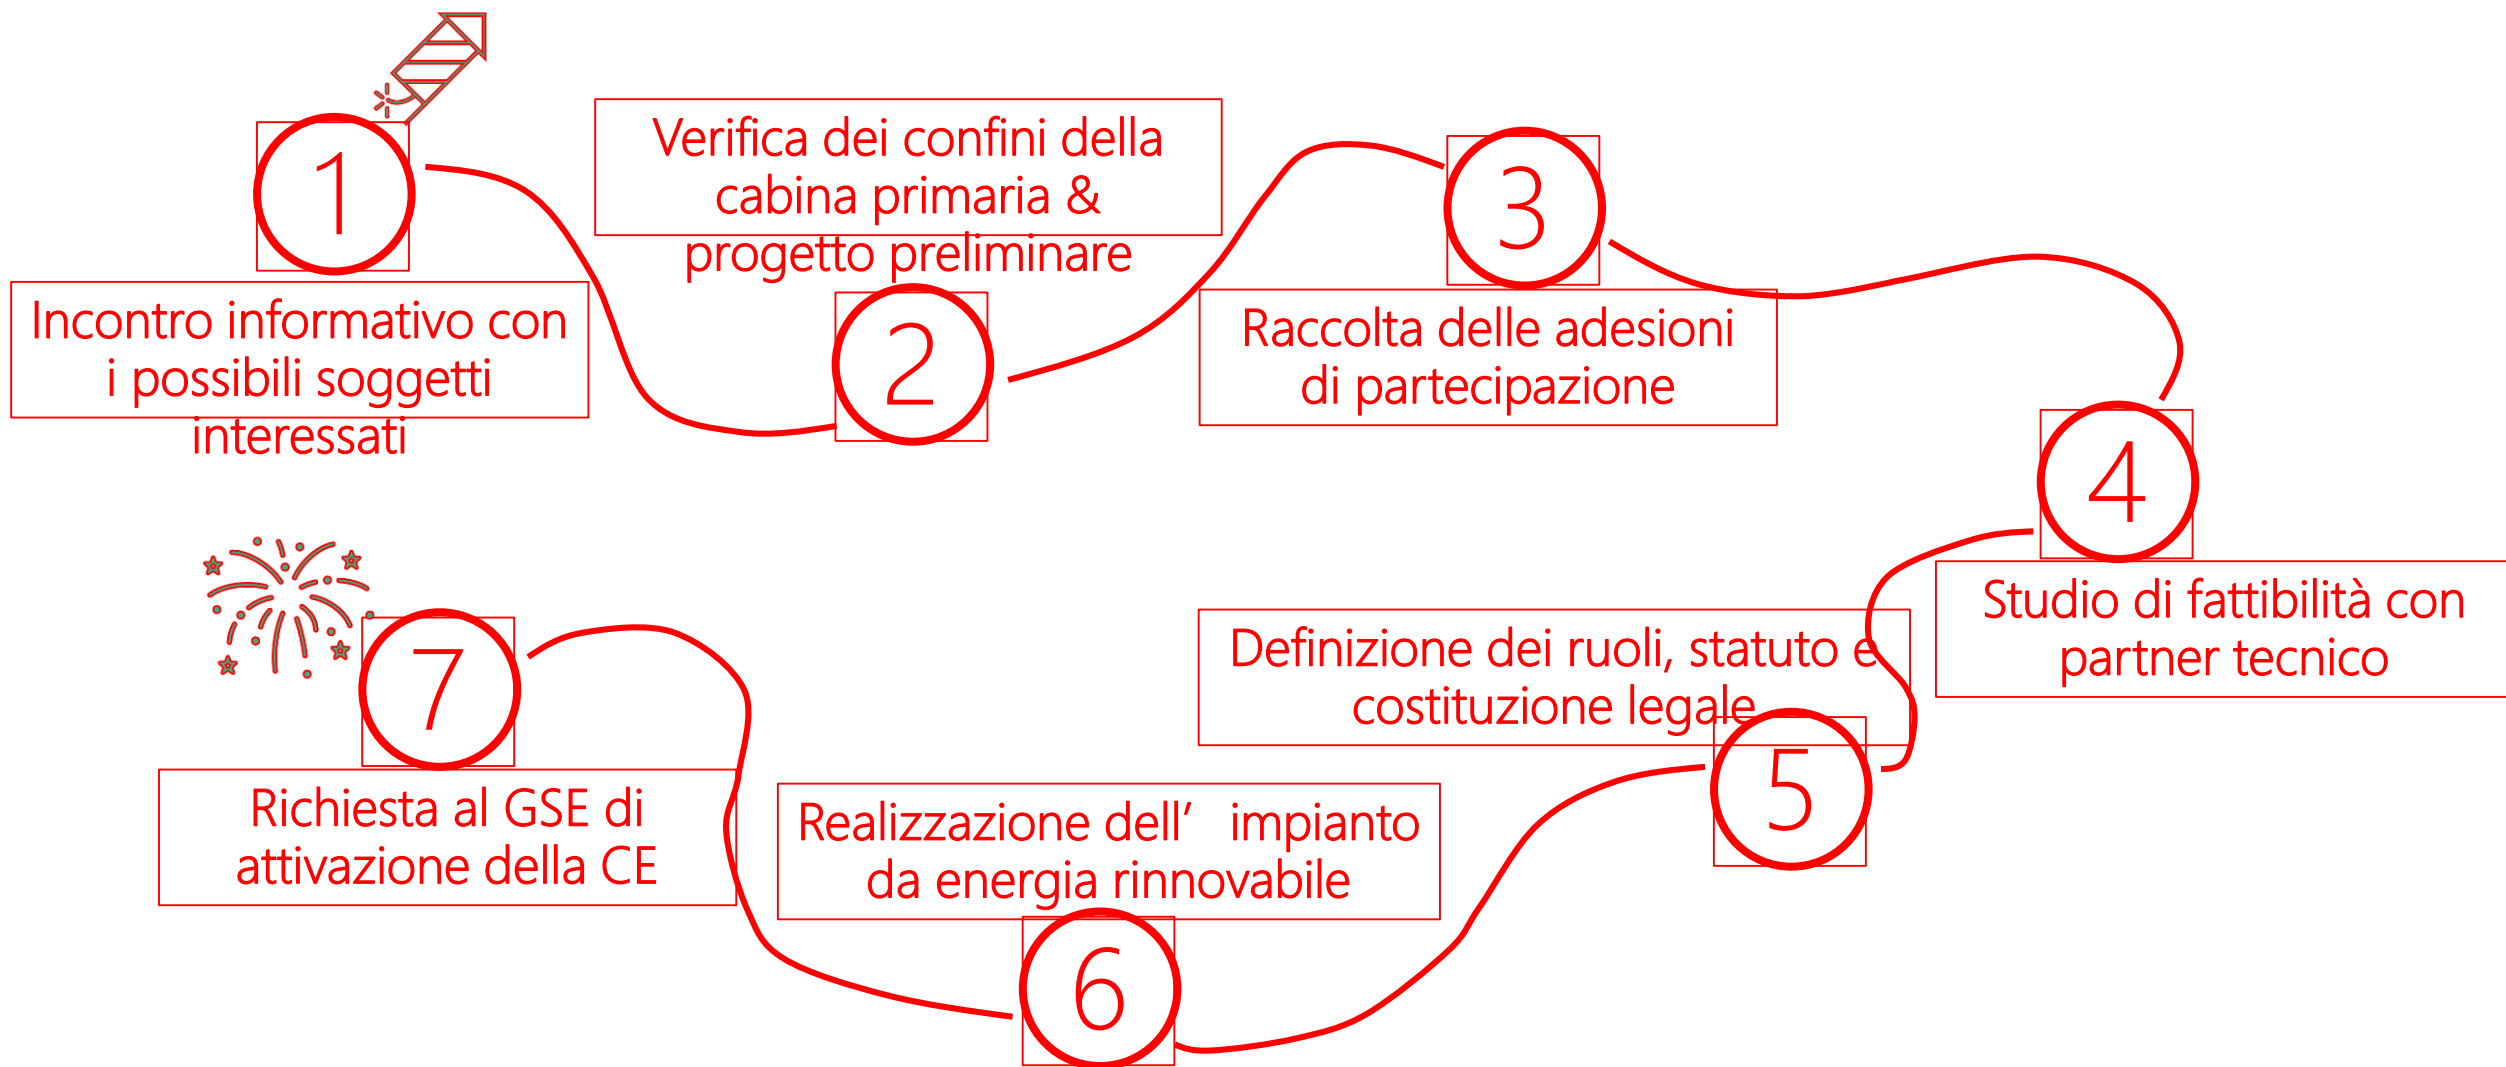 1
Incontro informativo con
i possibili soggetti
interessati
Verifica dei confini della
cabina primaria &
progetto preliminare
2
3
Raccolta delle adesioni
di partecipazione
4
Studio di fattibilità con
partner tecnico
Definizione dei ruoli, statuto e
costituzione legale
5
Realizzazione dell’ impianto
da energia rinnovabile
6
7
Richiesta al GSE di
attivazione della CE